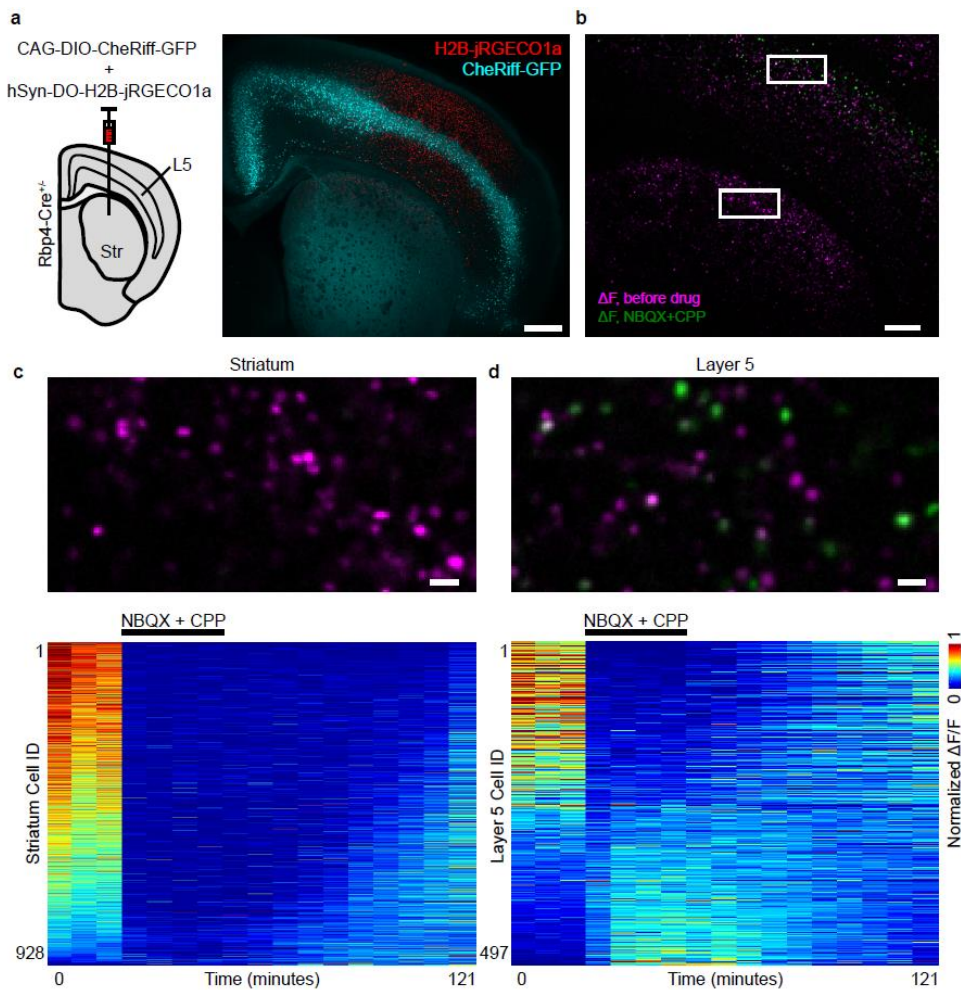 a
CAG-DIO-CheRiff-GFP
+
hSyn-DO-H2B-jRGECO1a
Rbp4-Cre+/-
L5
Str
H2B-jRGECO1a
CheRiff-GFP
b
ΔF, before drug
ΔF, NBQX+CPP
c
Striatum
NBQX + CPP
1
Striatum Cell ID
928
0
Time (minutes)
121
d
Layer 5
NBQX + CPP
1
Layer 5 Cell ID
497
0
Time (minutes)
121
1
0
Normalized ΔF/F